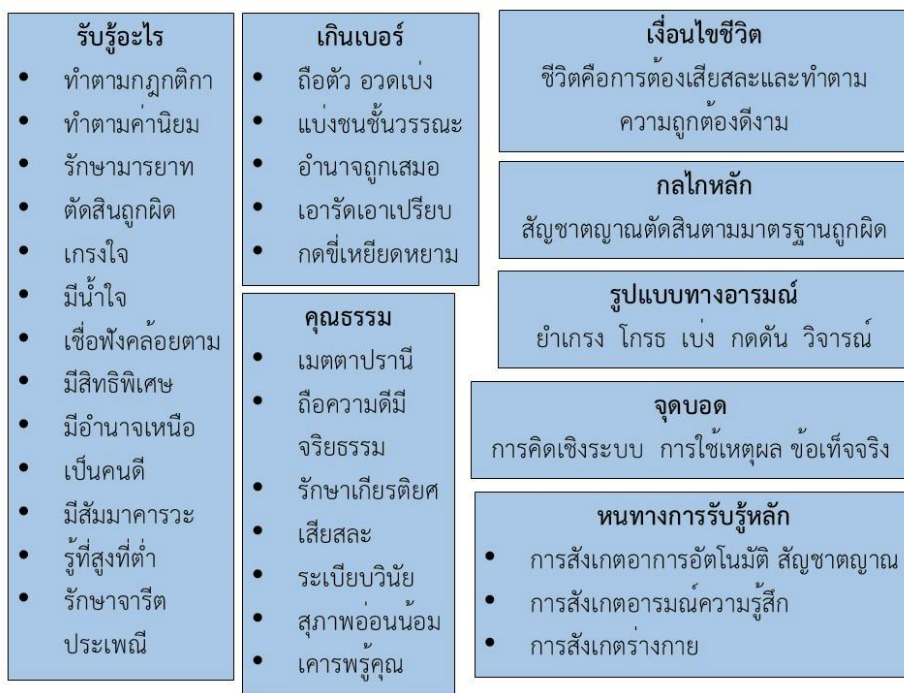 รับรู้อะไร
• ทำตามกฎกติกา
• ทำตามค่านิยม
• รักษามารยาท
• ตัดสินถูกผิด
• เกรงใจ
• มีน้ำใจ
• เชื่อฟังคล้อยตาม
• มีสิทธิพิเศษ
• มีอำนาจเหนือ
• เป็นคนดี
• มีสัมมาคารวะ
• รู้ที่สูงที่ต่ำ
• รักษาจารีต
ประเพณี
เกินเบอร์
• ถือตัว อวดเบ่ง
• แบ่งชนชั้นวรรณะ
• อำนาจถูกเสมอ
• เอารัดเอาเปรียบ
• กดขี่เหยียดหยาม
คุณธรรม
• เมตตาปรานี
• ถือความดีมี
จริยธรรม
• รักษาเกียรติยศ
• เสียสละ
• ระเบียบวินัย
• สุภาพอ่อนน้อม
• เคารพรู้คุณ
เงื่อนไขชีวิต
ชีวิตคือการต้องเสียสละและทำตาม
ความถูกต้องดีงาม
กลไกหลัก
สัญชาตญาณตัดสินตามมาตรฐานถูกผิด
รูปแบบทางอารมณ์
ยำเกรง โกรธ เบ่ง กดดัน วิจารณ์
จุดบอด
การคิดเชิงระบบ การใช้เหตุผล ข้อเท็จจริง
หนทางการรับรู้หลัก
• การสังเกตอาการอัตโนมัติ สัญชาตญาณ
• การสังเกตอารมณ์ความรู้สึก
• การสังเกตร่างกาย